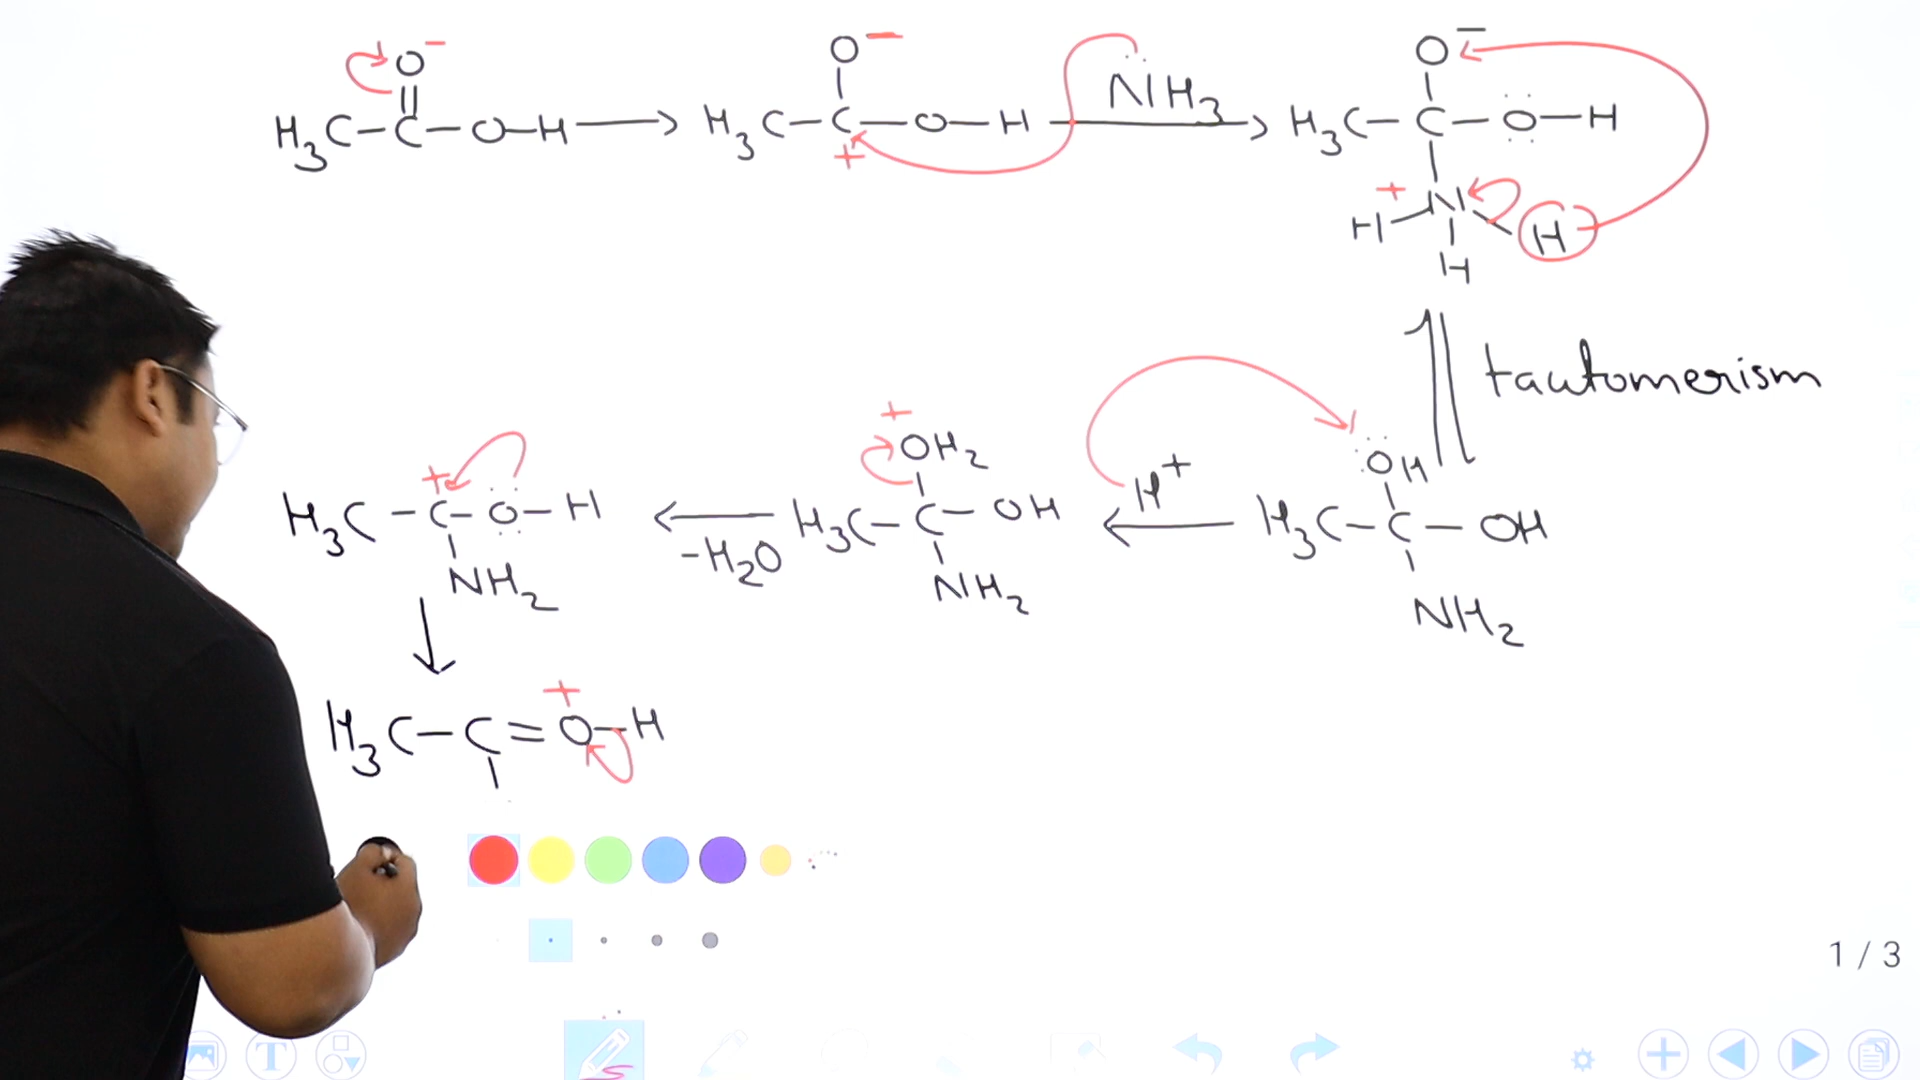 O⁻ O⁻ O⁻
H₃C–C–O–H → H₃C–C–O–H NH₃ → H₃C–C–O–H
+
+
H–N–H
H
tautomerism
+
OH₂ H⁺ OH
+
H₃C–C–O–H ← H₃C–C–OH ← H₃C–C–OH
-H₂O
NH₂ NH₂ NH₂
+
H₃C–C=O–H
1 / 3
T